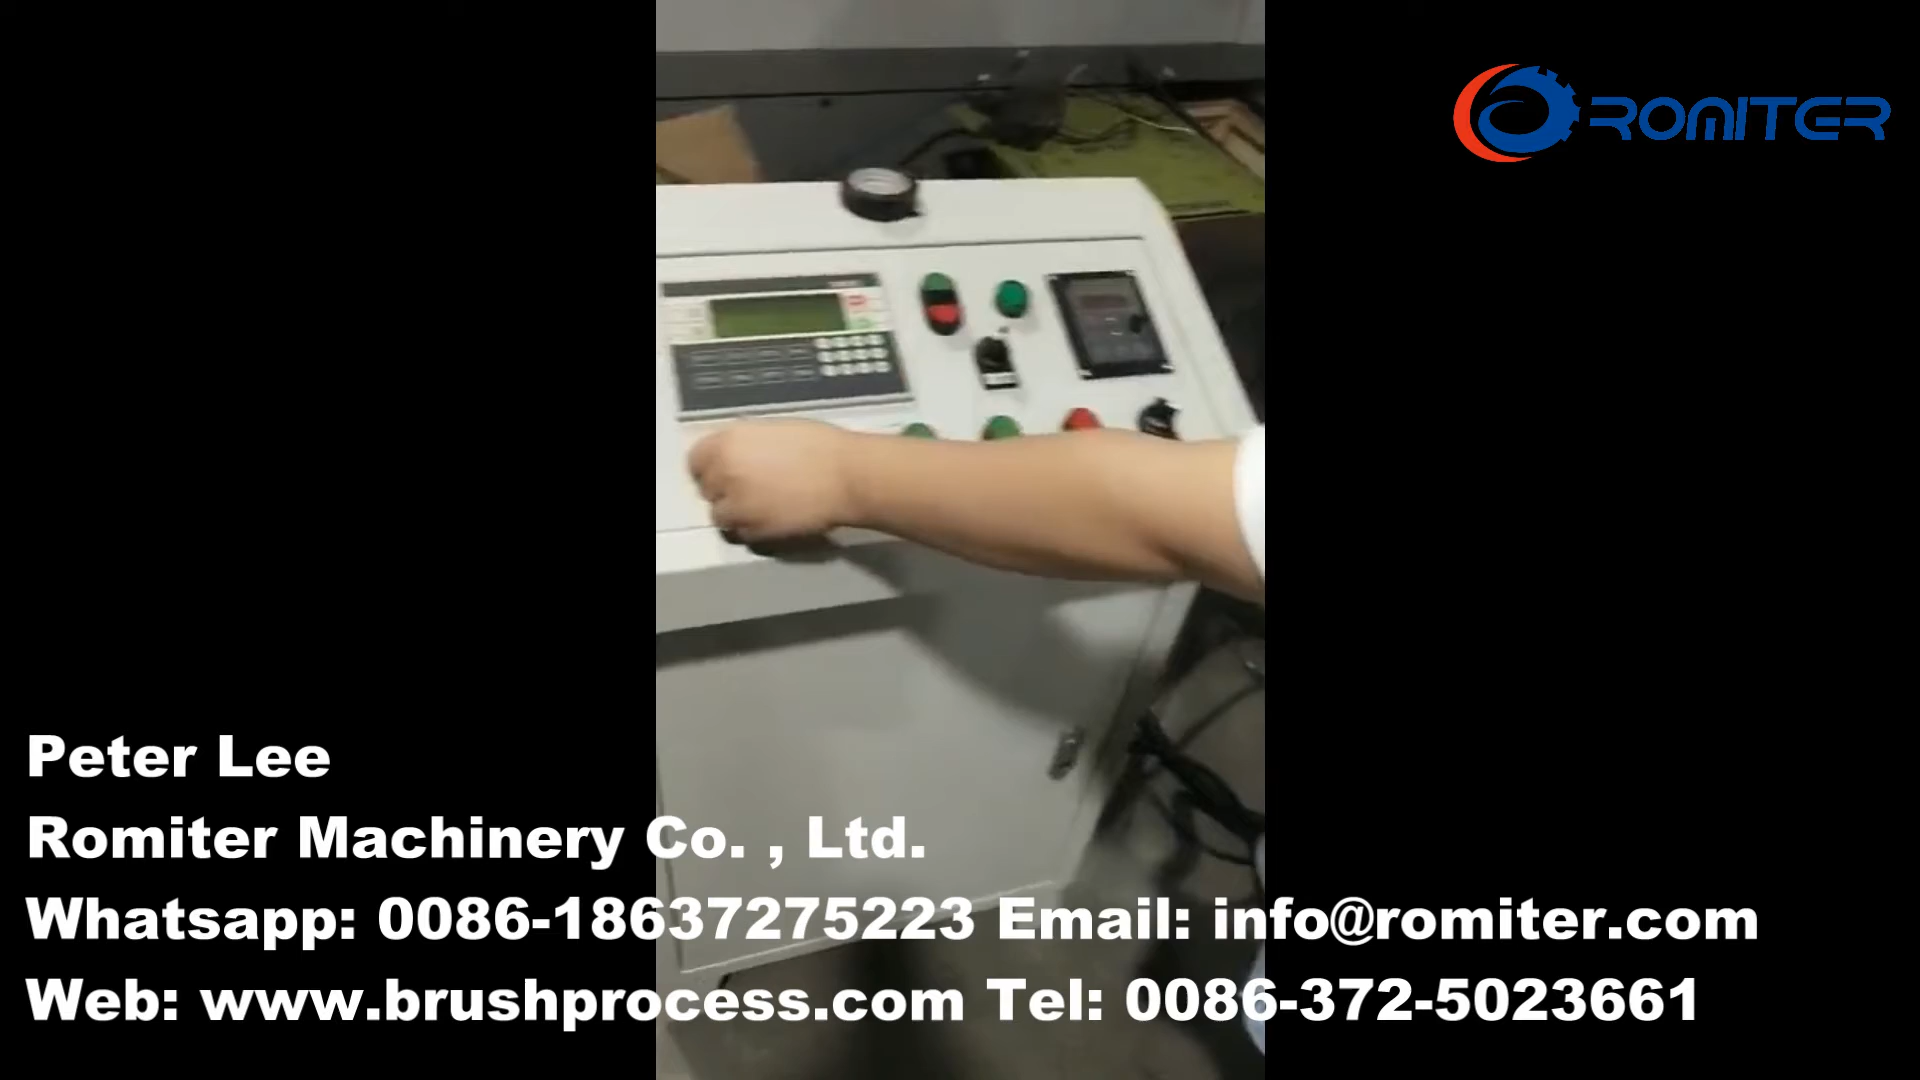 ROMITER
Peter Lee
Romiter Machinery Co. , Ltd.
Whatsapp: 0086-18637275223 Email: info@romiter.com
Web: www.brushprocess.com Tel: 0086-372-5023661